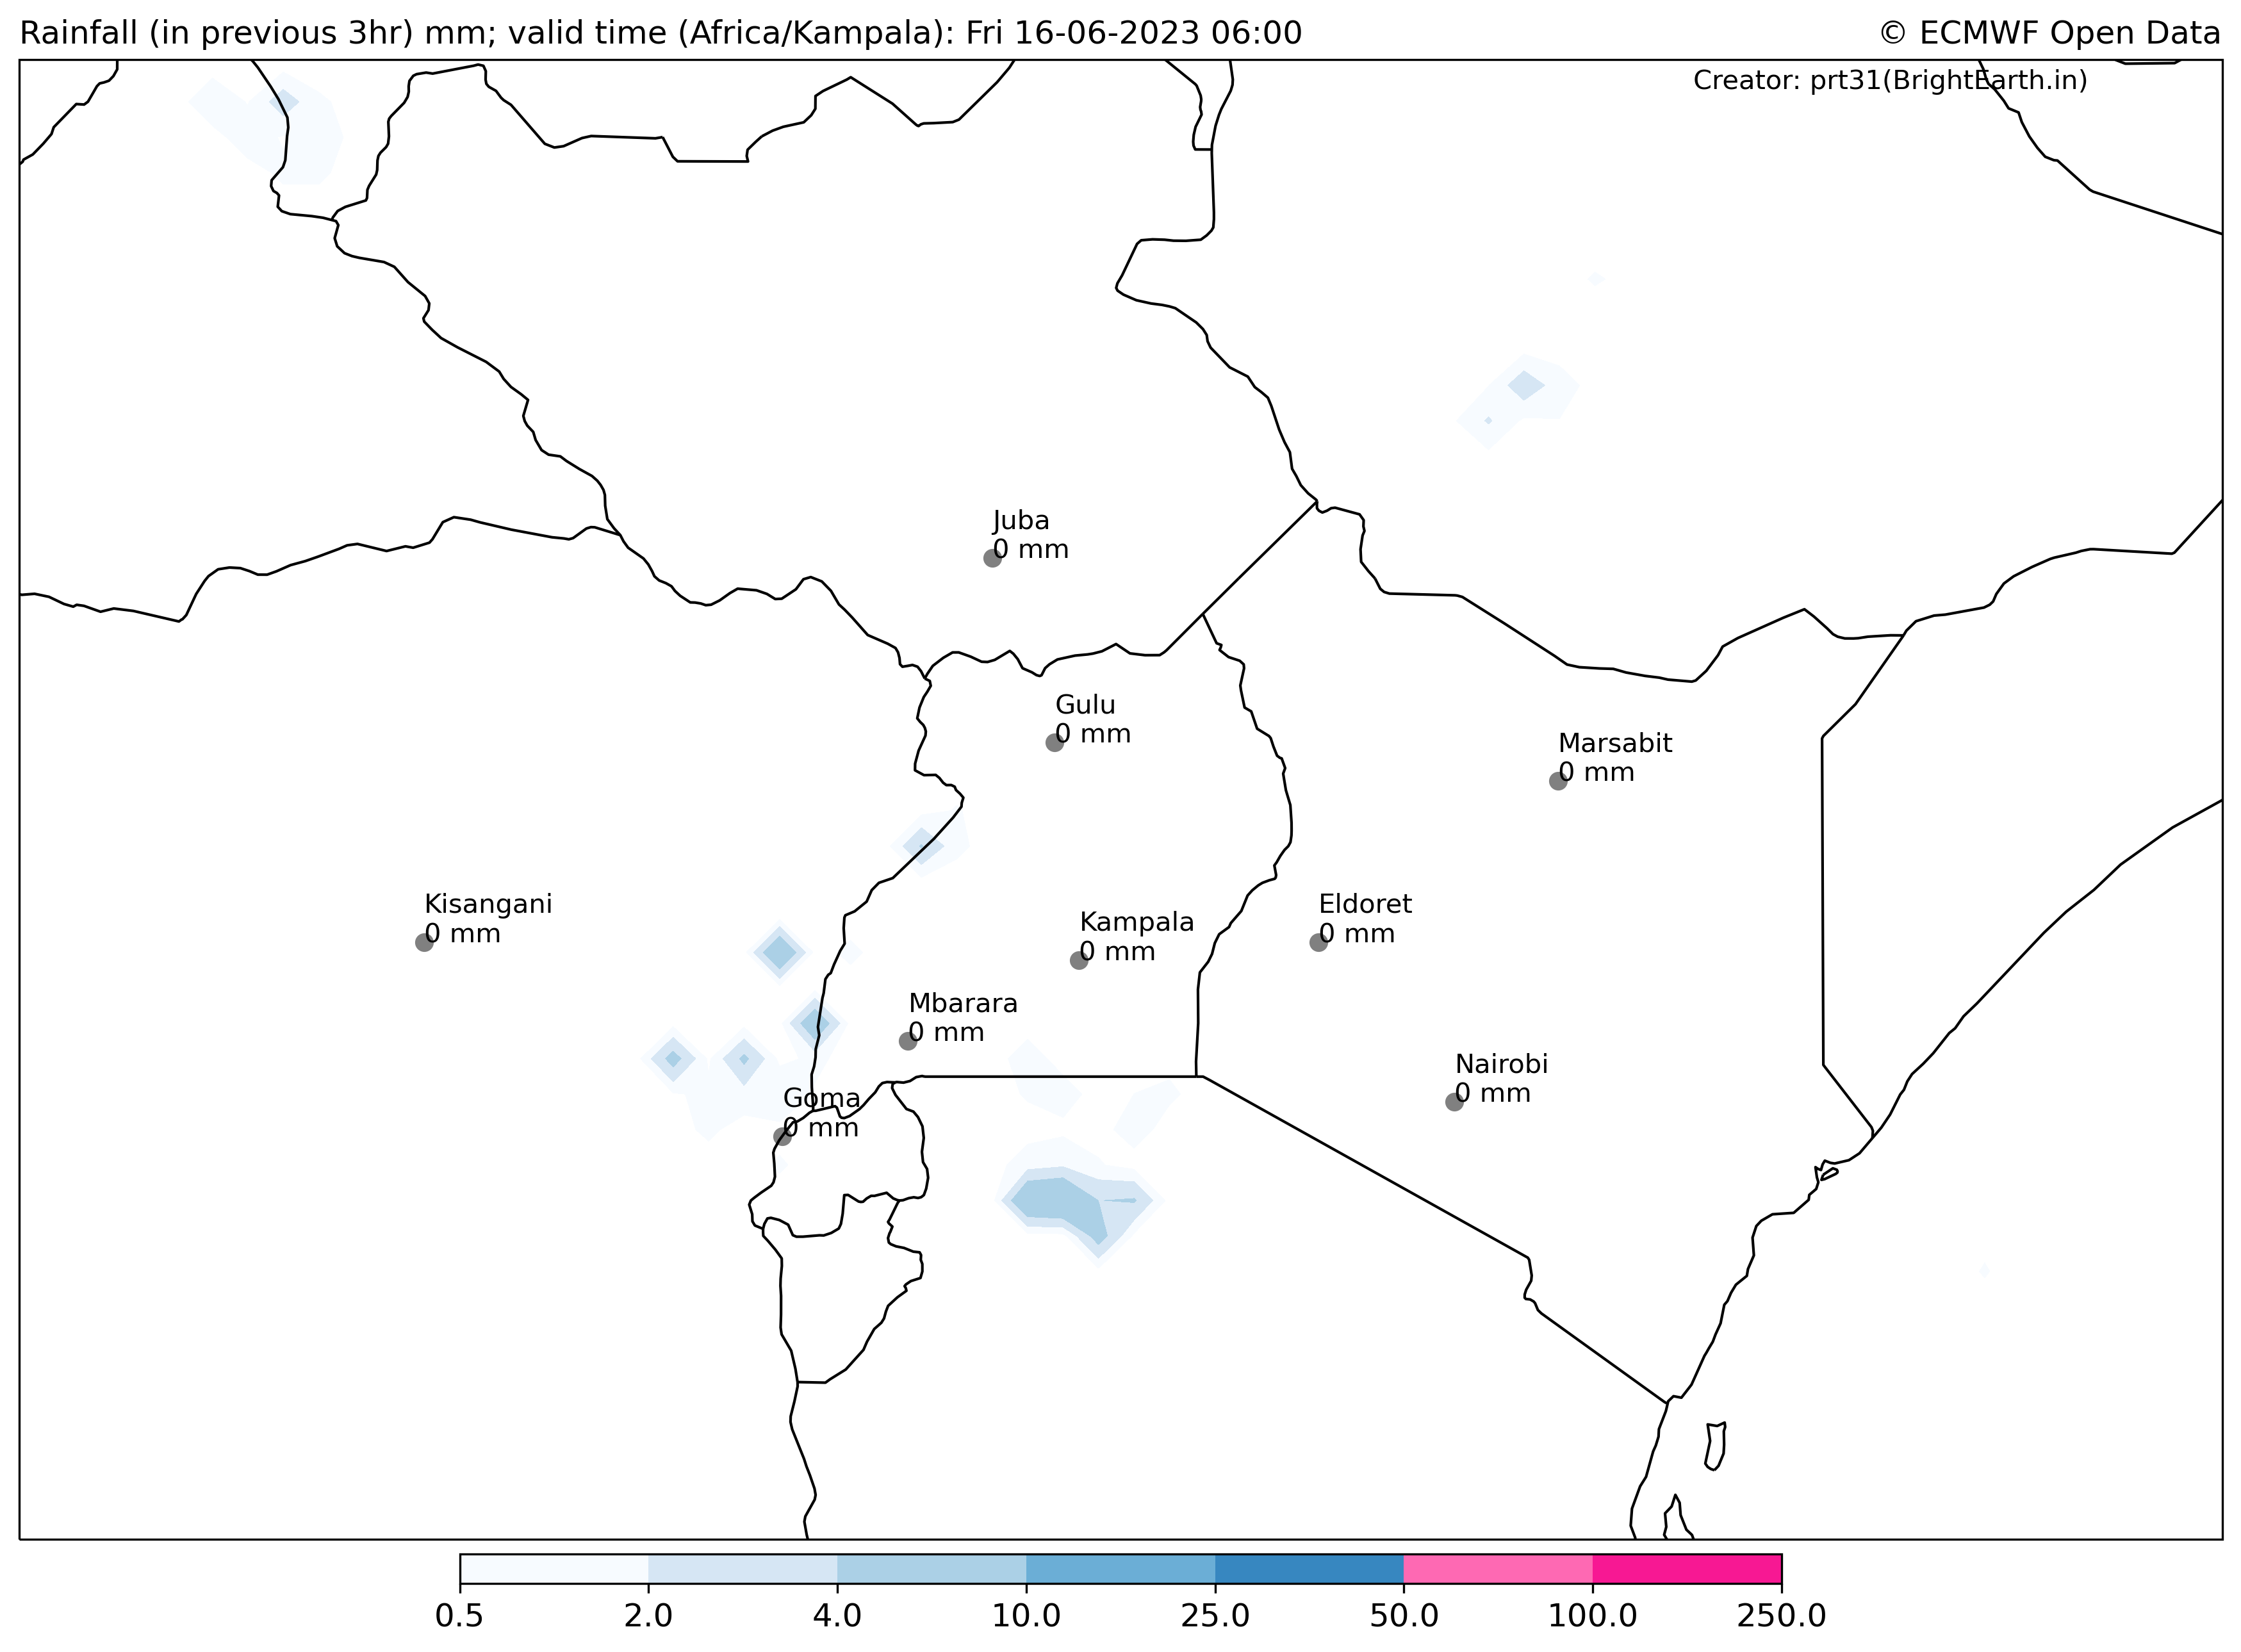 Rainfall (in previous 3hr) mm; valid time (Africa/Kampala): Fri 16-06-2023 06:00
© ECMWF Open Data
Creator: prt31(BrightEarth.in)
Juba
0 mm
Gulu
0 mm
Marsabit
0 mm
Kisangani
0 mm
Kampala
0 mm
Eldoret
0 mm
Mbarara
0 mm
Nairobi
0 mm
Goma
0 mm
0.5 2.0 4.0 10.0 25.0 50.0 100.0 250.0